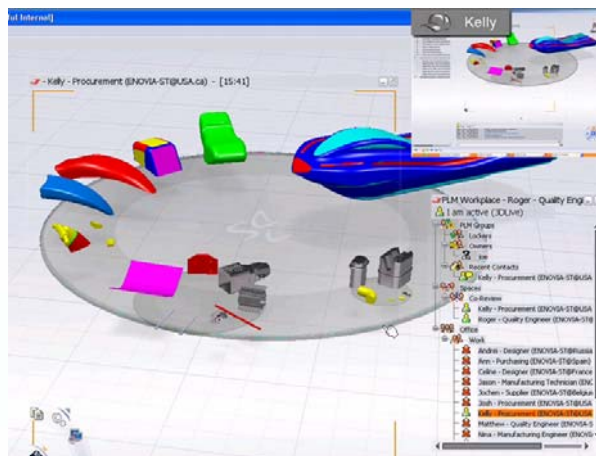 ful Internal]
Kelly
- Kelly - Procurement (ENOVIA-ST@USA.ca) - [15:41]
PLM Workplace - Roger - Quality Engi
I am active (3DLive)
PLM Groups
Lockers
Owners
Recent Contacts
Kelly - Procurement (ENOVIA-ST@USA
Spaces
Co-Review
Kelly - Procurement (ENOVIA-ST@USA
Roger - Quality Engineer (ENOVIA-ST@
Office
Work
Andrei - Designer (ENOVIA-ST@Russia
Ann - Purchasing (ENOVIA-ST@Spain)
Celine - Designer (ENOVIA-ST@France
Jason - Manufacturing Technician (ENO
Jochen - Supplier (ENOVIA-ST@Belgiu
Josh - Procurement (ENOVIA-ST@USA
Kelly - Procurement (ENOVIA-ST@USA
Matthew - Quality Engineer (ENOVIA-S
Nina - Manufacturing Engineer (ENOVI